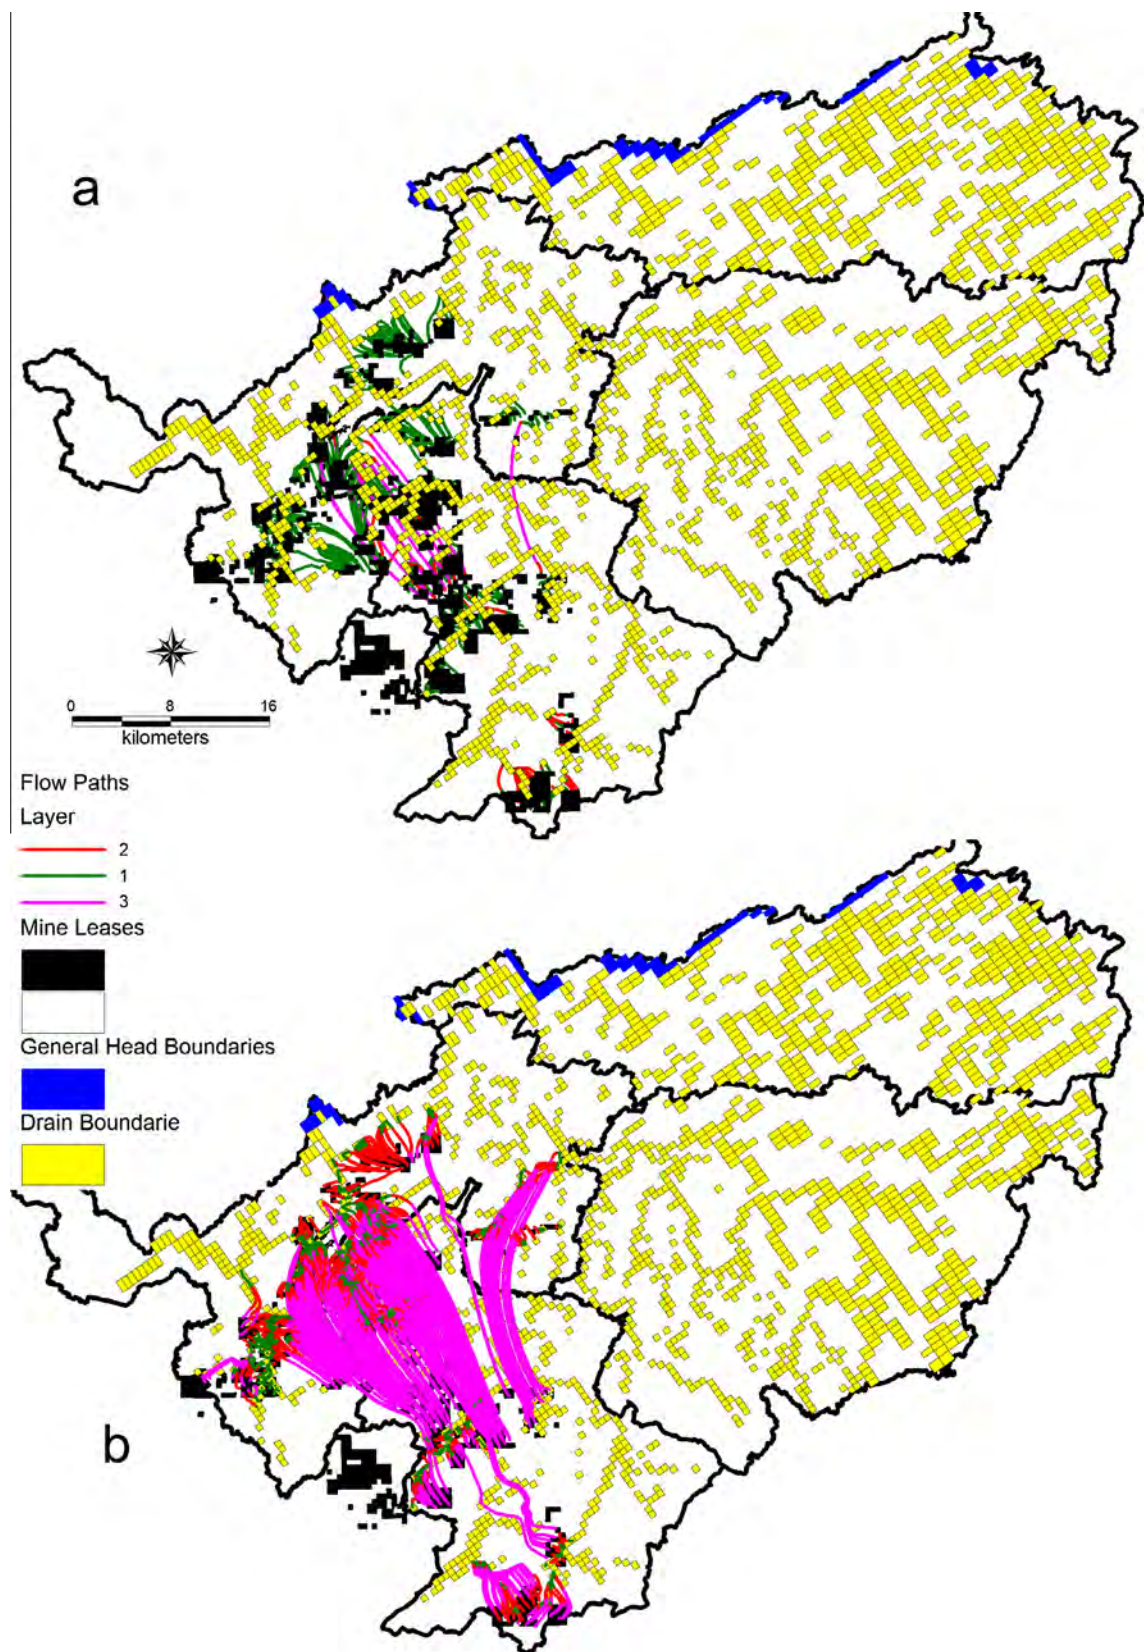 a
0 8 16
kilometers
Flow Paths
Layer
2
1
3
Mine Leases
General Head Boundaries
Drain Boundarie
b